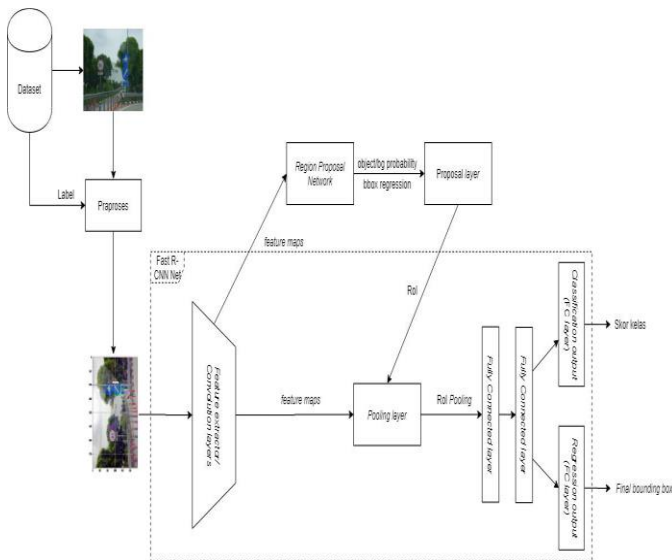 Dataset
Label
Praproses
Region Proposal
Network
object/bg probability
bbox regression
Proposal layer
feature maps
RoI
Fast R-
CNN Net
Feature extractor/
Convolution layers
feature maps
Pooling layer
RoI Pooling
Fully Connected layer
Fully Connected layer
Classification output
(FC layer)
Skor kelas
Regression output
(FC layer)
Final bounding box